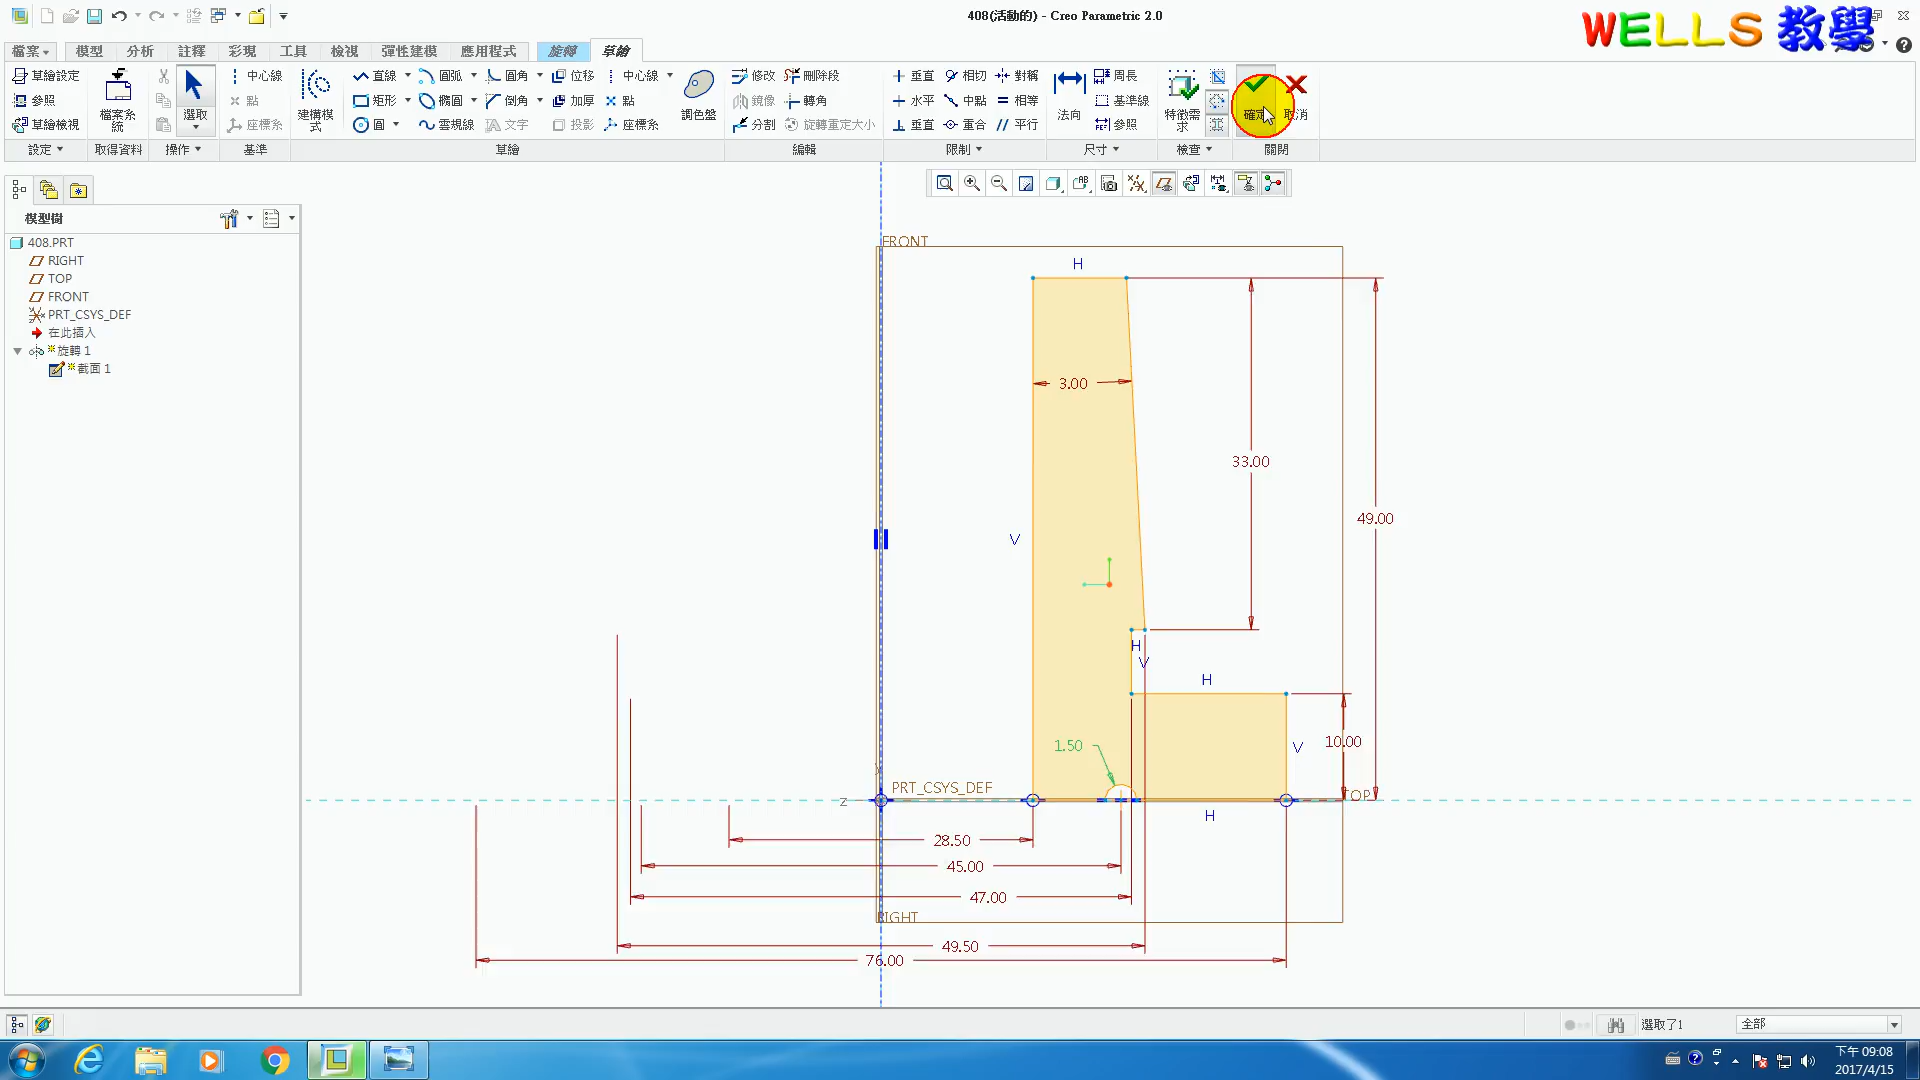 408(活動的) - Creo Parametric 2.0
WELLS 教學
檔案 模型 分析 註釋 彩現 工具 檢視 彈性建模 應用程式 旋轉 草繪
草繪設定 中心線 直線 圓弧 圓角 位移 中心線 修改 刪除段 垂直 相切 對稱 周長
參照 點 矩形 橢圓 倒角 加厚 點 鏡像 轉角 水平 中點 相等 基準線
草繪檢視 座標系 圓 雲規線 文字 投影 座標系 分割 旋轉重定大小 垂直 重合 平行 參照
檔案系統 選取 建構模式 調色盤 法向 特徵需求 確定 取消
設定 取得資料 操作 基準 草繪 編輯 限制 尺寸 檢查 關閉
模型樹
408.PRT
RIGHT
TOP
FRONT
PRT_CSYS_DEF
在此插入
旋轉 1
截面 1
FRONT
H
3.00
33.00
49.00
V
H
V
H
1.50
V
10.00
PRT_CSYS_DEF
Z
TOP
H
28.50
45.00
47.00
RIGHT
49.50
76.00
選取了1
全部
下午 09:08
2017/4/15